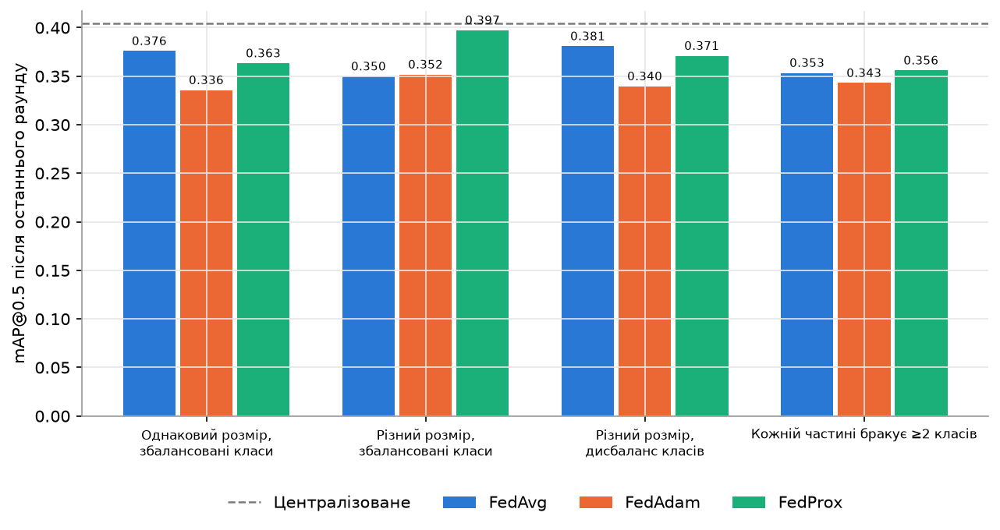 mAP@0.5 після останнього раунду
0.40
0.35
0.30
0.25
0.20
0.15
0.10
0.05
0.00
0.376
0.336
0.363
0.350
0.352
0.397
0.381
0.340
0.371
0.353
0.343
0.356
Однаковий розмір,
збалансовані класи
Різний розмір,
збалансовані класи
Різний розмір,
дисбаланс класів
Кожній частині бракує ≥2 класів
Централізоване
FedAvg
FedAdam
FedProx